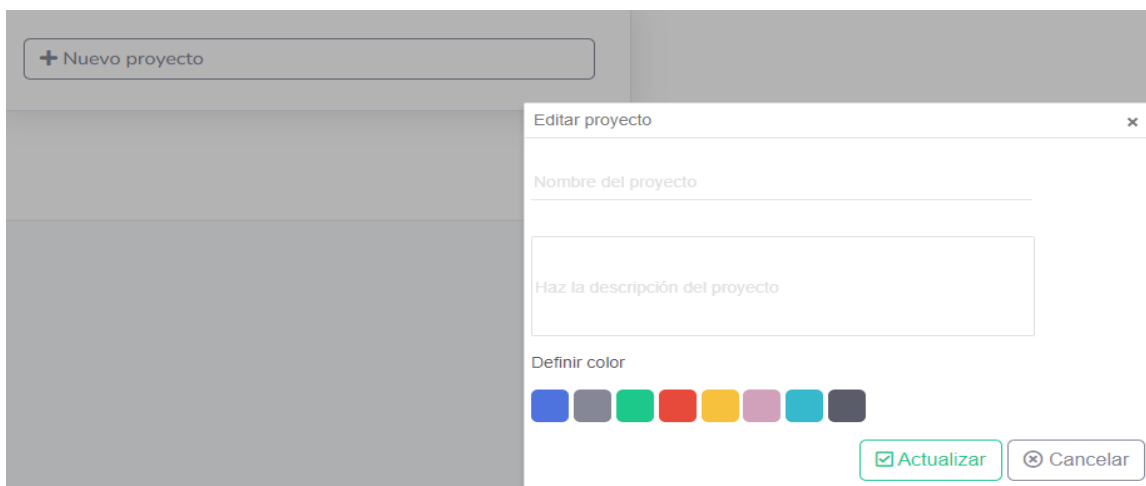 Nuevo proyecto
Editar proyecto
Nombre del proyecto
Haz la descripción del proyecto
Definir color
Actualizar
Cancelar